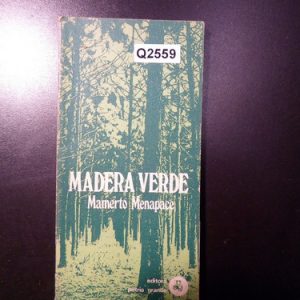 Q2559
MADERA VERDE
Mamerto Menapace
editora
patria grande